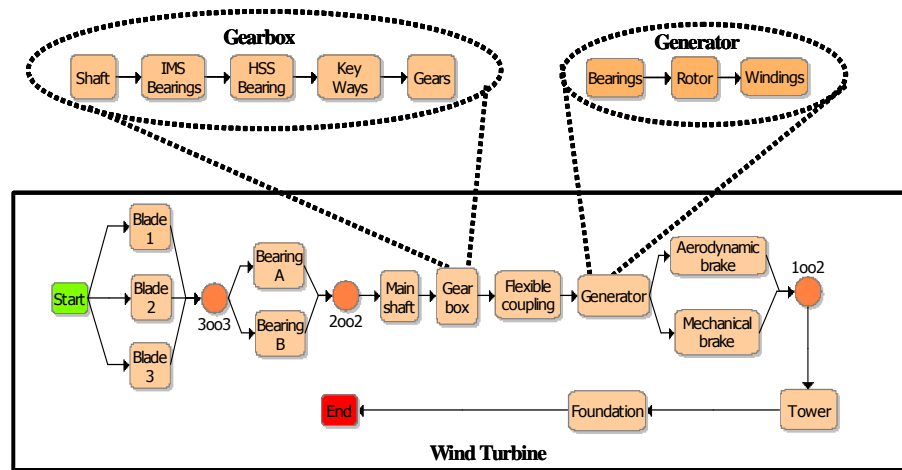 Gearbox
Shaft
IMS
Bearings
HSS
Bearing
Key
Ways
Gears
Generator
Bearings
Rotor
Windings
Start
Blade
1
Blade
2
Blade
3
3oo3
Bearing
A
Bearing
B
2oo2
Main
shaft
Gear
box
Flexible
coupling
Generator
Aerodynamic
brake
Mechanical
brake
1oo2
Tower
Foundation
End
Wind Turbine